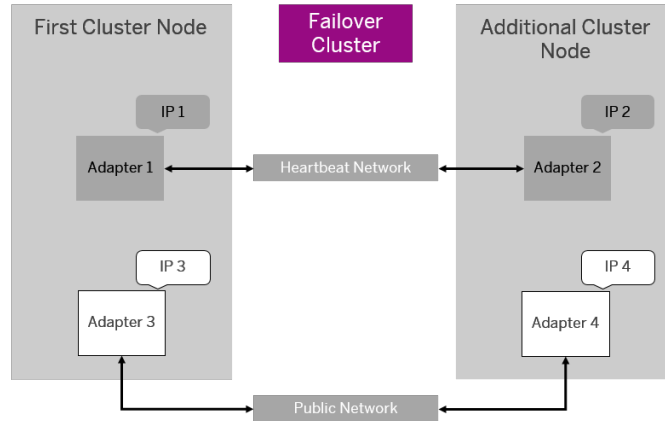 First Cluster Node
Failover
Cluster
Additional Cluster
Node
IP 1
IP 2
Adapter 1
Heartbeat Network
Adapter 2
IP 3
IP 4
Adapter 3
Adapter 4
Public Network